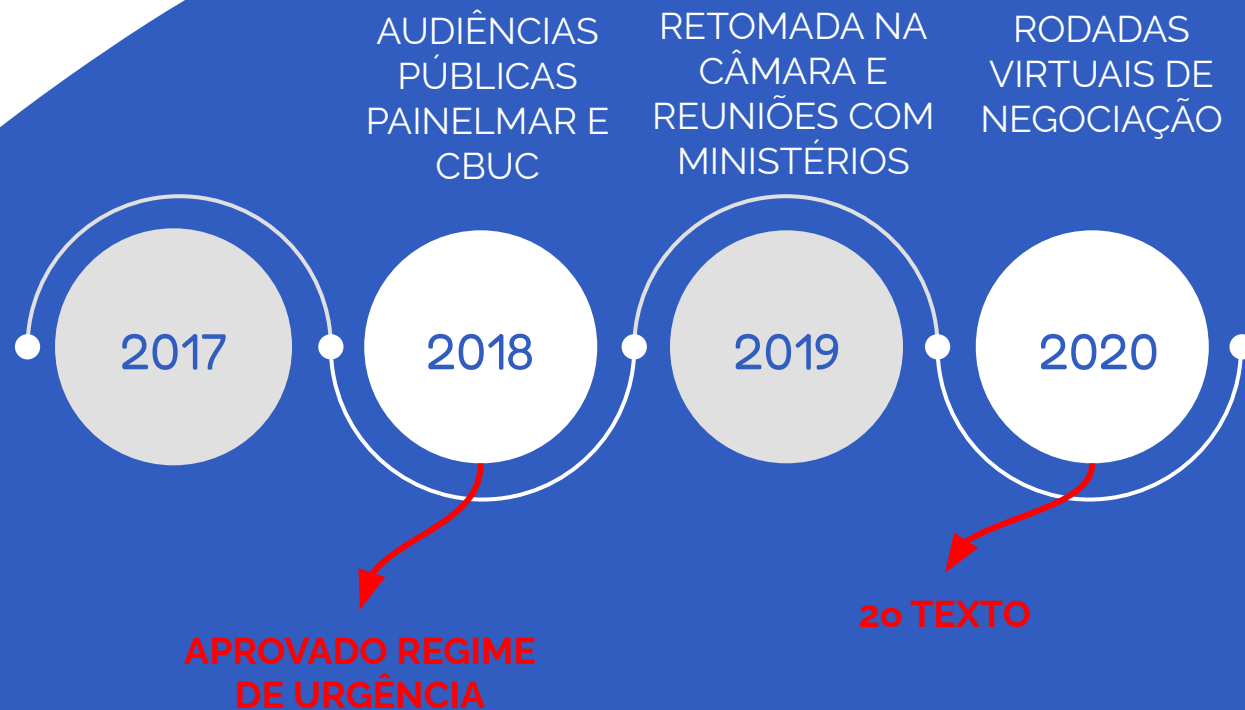 AUDIÊNCIAS
PÚBLICAS
PAINELMAR E
CBUC
RETOMADA NA
CÂMARA E
REUNIÕES COM
MINISTÉRIOS
RODADAS
VIRTUAIS DE
NEGOCIAÇÃO
2017
2018
2019
2020
APROVADO REGIME
DE URGÊNCIA
2o TEXTO